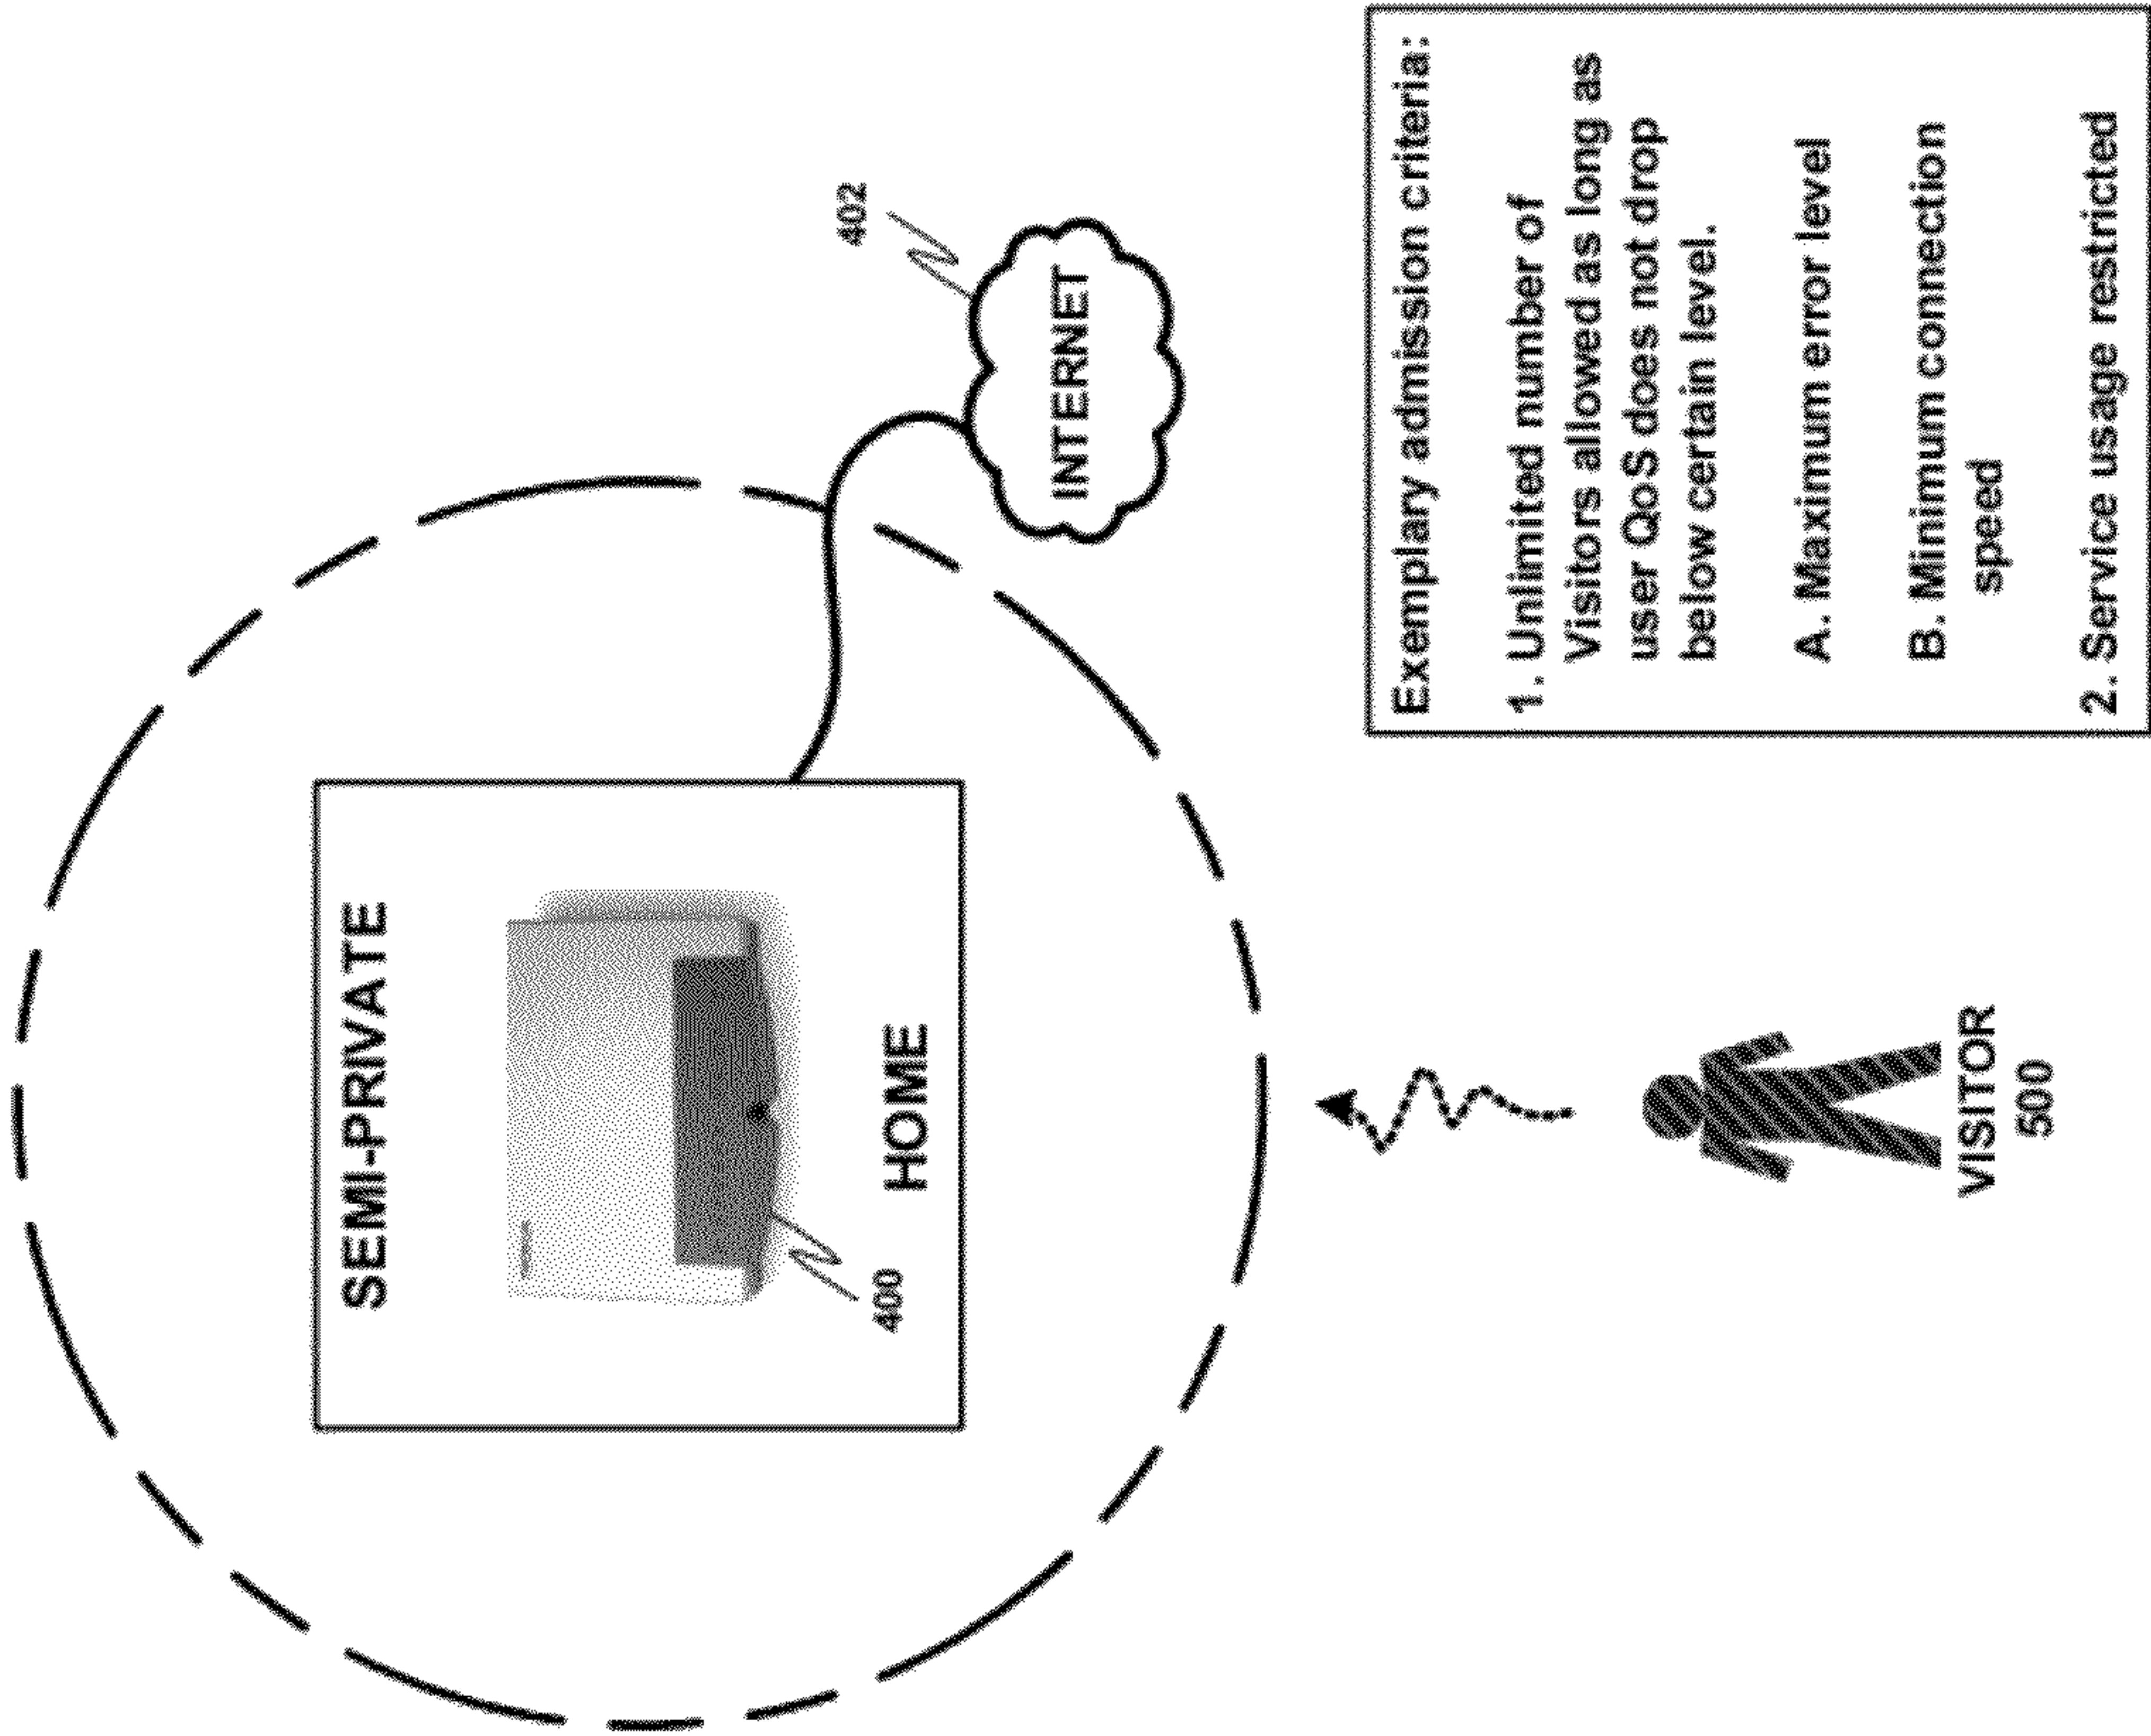 SEMI-PRIVATE
400
HOME
402
INTERNET
VISITOR
500
Exemplary admission criteria:
1. Unlimited number of
Visitors allowed as long as
user QoS does not drop
below certain level.
A. Maximum error level
B. Minimum connection
speed
2. Service usage restricted